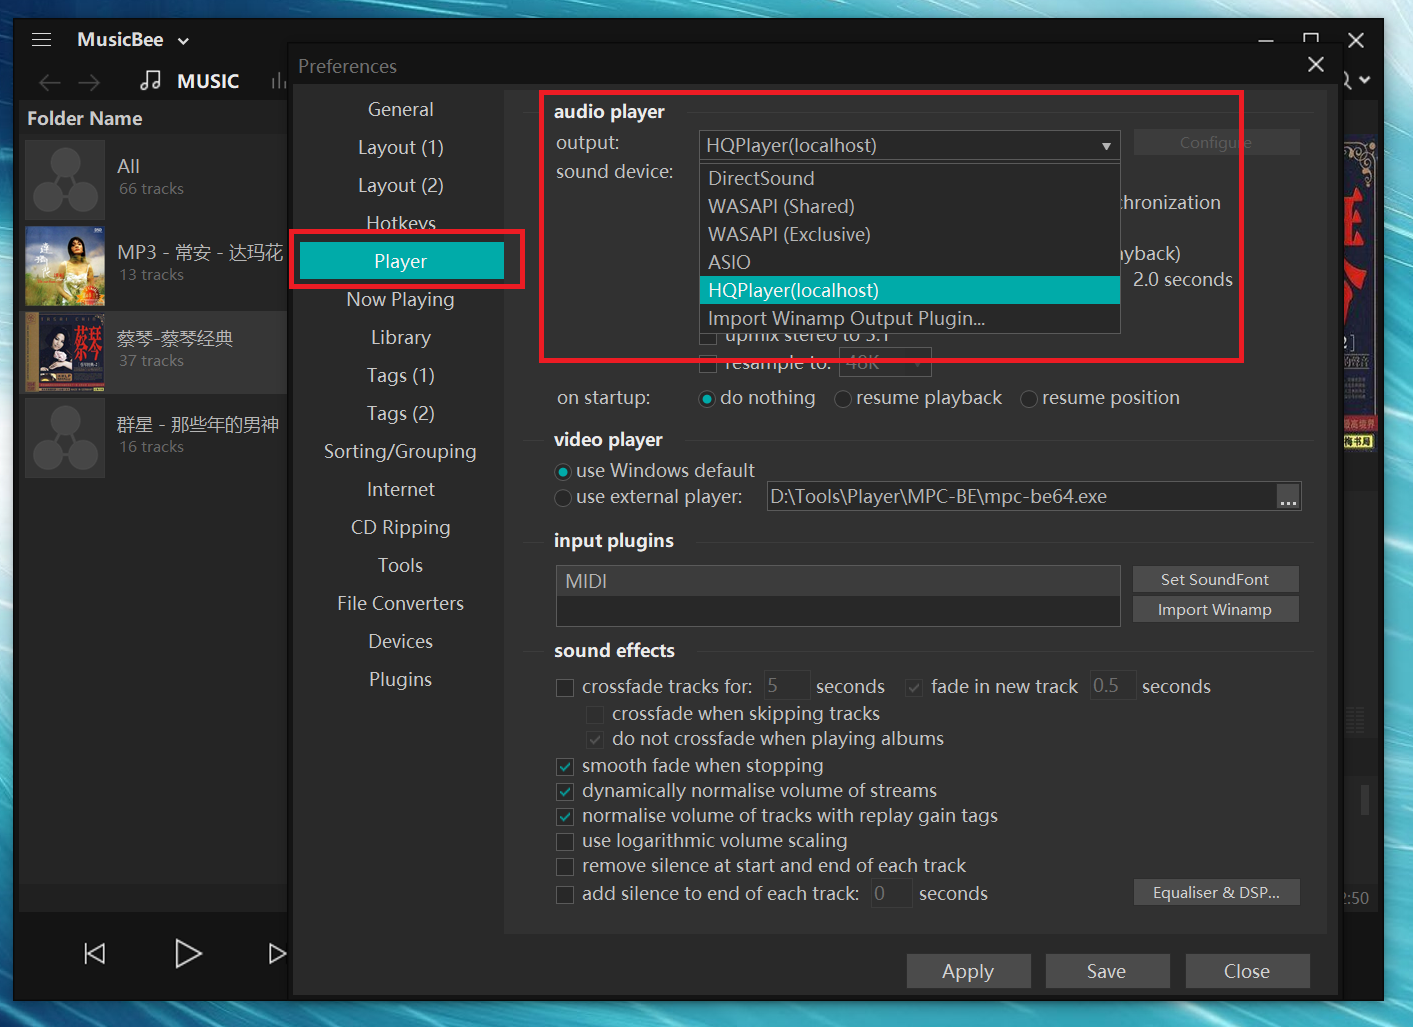 MusicBee
MUSIC
Preferences
Folder Name
All
66 tracks
MP3 - 常安 - 达玛花
13 tracks
蔡琴-蔡琴经典
37 tracks
群星 - 那些年的男神
16 tracks
General
Layout (1)
Layout (2)
Hotkeys
Player
Now Playing
Library
Tags (1)
Tags (2)
Sorting/Grouping
Internet
CD Ripping
Tools
File Converters
Devices
Plugins
audio player
output: HQPlayer(localhost) Configure
sound device:
DirectSound
WASAPI (Shared)
chronization
WASAPI (Exclusive)
yback)
ASIO
2.0 seconds
HQPlayer(localhost)
Import Winamp Output Plugin...
upmix stereo to 5.1
resample to: 48K
on startup: do nothing resume playback resume position
video player
use Windows default
use external player: D:\Tools\Player\MPC-BE\mpc-be64.exe ...
input plugins
MIDI
Set SoundFont
Import Winamp
sound effects
crossfade tracks for: 5 seconds fade in new track 0.5 seconds
crossfade when skipping tracks
do not crossfade when playing albums
smooth fade when stopping
dynamically normalise volume of streams
normalise volume of tracks with replay gain tags
use logarithmic volume scaling
remove silence at start and end of each track
add silence to end of each track: 0 seconds
Equaliser & DSP...
2:50
Apply Save Close